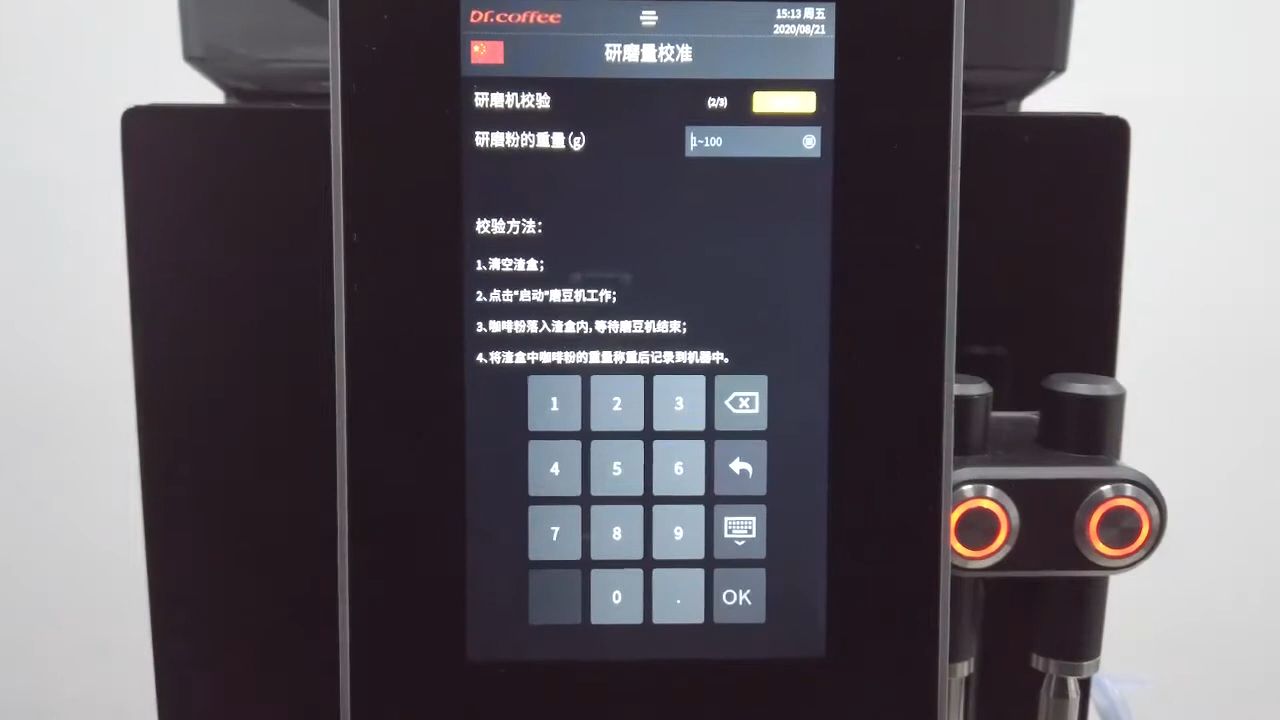 Dr.coffee
15:13 周五
2020/08/21
研磨量校准
研磨机校验 (2/3)
研磨粉的重量(g) 1~100
校验方法:
1、清空渣盒;
2、点击“启动”磨豆机工作;
3、咖啡粉落入渣盒内,等待磨豆机结束;
4、将渣盒中咖啡粉的重量称重后记录到机器中。
1 2 3
4 5 6
7 8 9
0 . OK